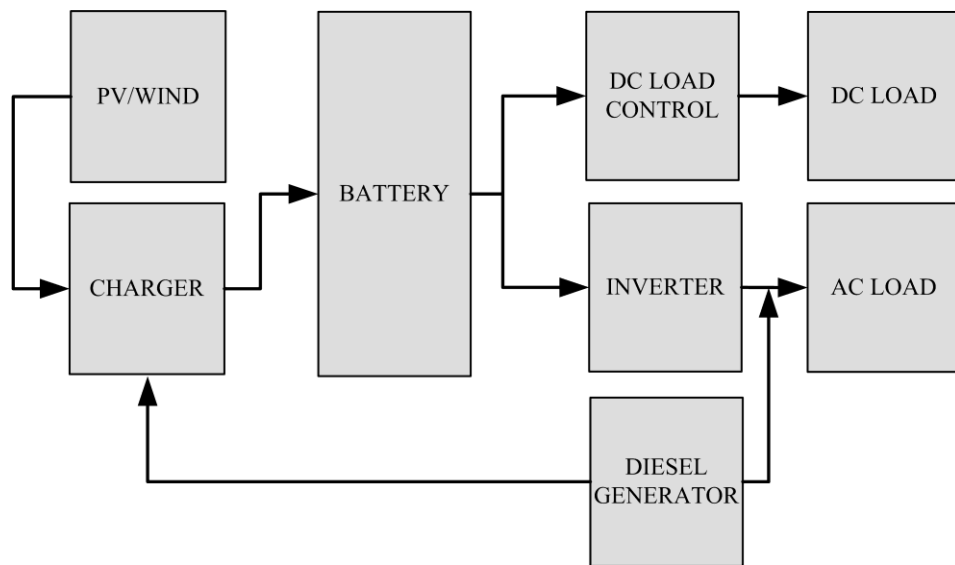 PV/WIND
CHARGER
BATTERY
DC LOAD
CONTROL
DC LOAD
INVERTER
AC LOAD
DIESEL
GENERATOR